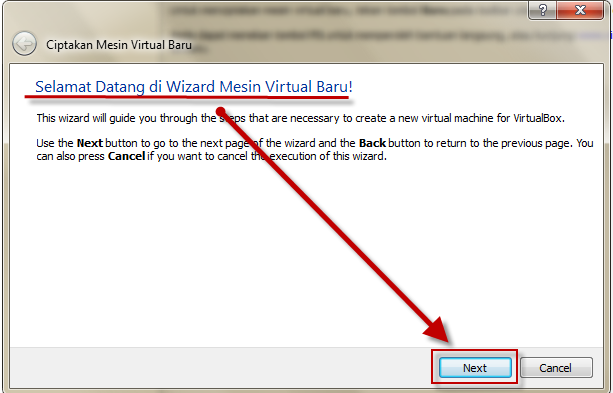 Ciptakan Mesin Virtual Baru
Selamat Datang di Wizard Mesin Virtual Baru!
This wizard will guide you through the steps that are necessary to create a new virtual machine for VirtualBox.
Use the Next button to go to the next page of the wizard and the Back button to return to the previous page. You
can also press Cancel if you want to cancel the execution of this wizard.
Next
Cancel